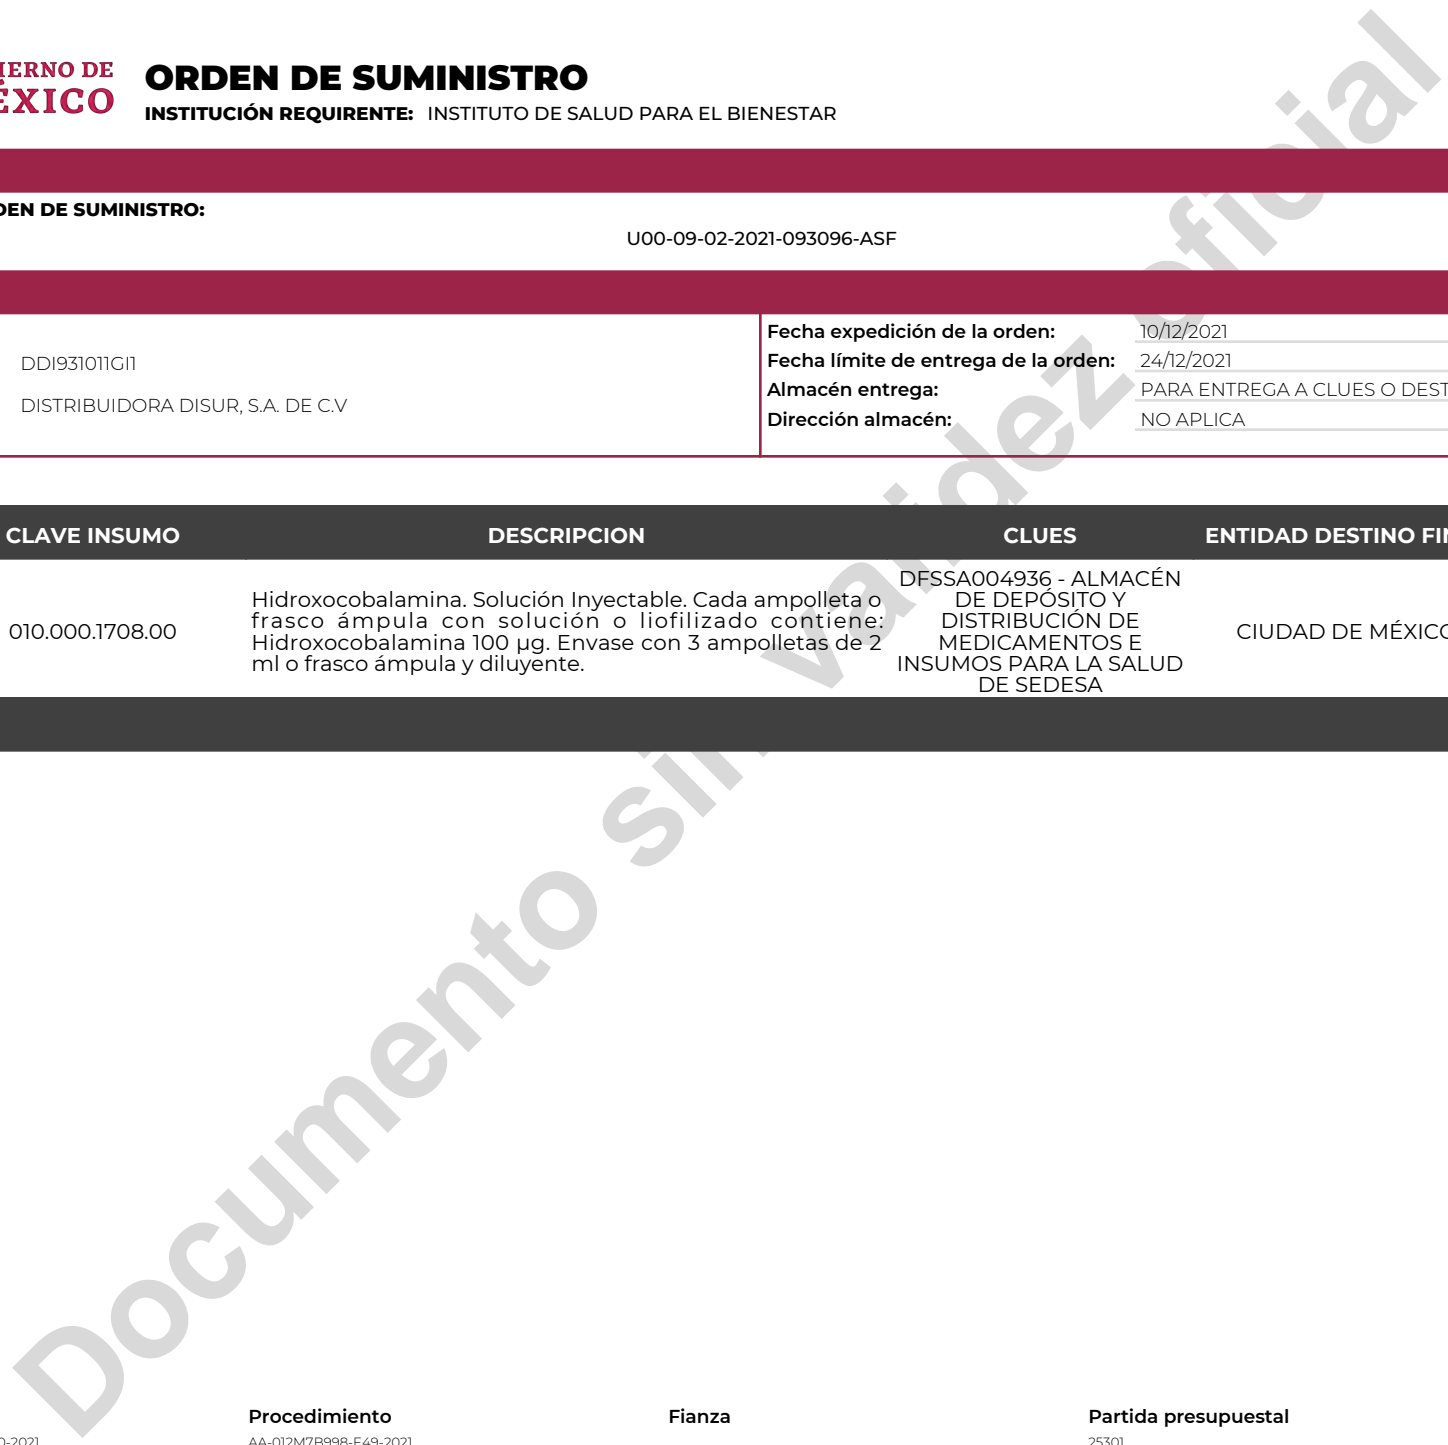 IERNO DE
ÉXICO
ORDEN DE SUMINISTRO
INSTITUCIÓN REQUIRENTE: INSTITUTO DE SALUD PARA EL BIENESTAR
DEN DE SUMINISTRO:
U00-09-02-2021-093096-ASF
DDI931011GI1
DISTRIBUIDORA DISUR, S.A. DE C.V
Fecha expedición de la orden: 10/12/2021
Fecha límite de entrega de la orden: 24/12/2021
Almacén entrega: PARA ENTREGA A CLUES O DEST
Dirección almacén: NO APLICA
CLAVE INSUMO DESCRIPCION CLUES ENTIDAD DESTINO FIN
010.000.1708.00
Hidroxocobalamina. Solución Inyectable. Cada ampolleta o
frasco ámpula con solución o liofilizado contiene:
Hidroxocobalamina 100 µg. Envase con 3 ampolletas de 2
ml o frasco ámpula y diluyente.
DFSSA004936 - ALMACÉN
DE DEPÓSITO Y
DISTRIBUCIÓN DE
MEDICAMENTOS E
INSUMOS PARA LA SALUD
DE SEDESA
CIUDAD DE MÉXICO
Documento sin validez oficial
Procedimiento Fianza Partida presupuestal
0-2021 AA-012M7B998-E49-2021 25301